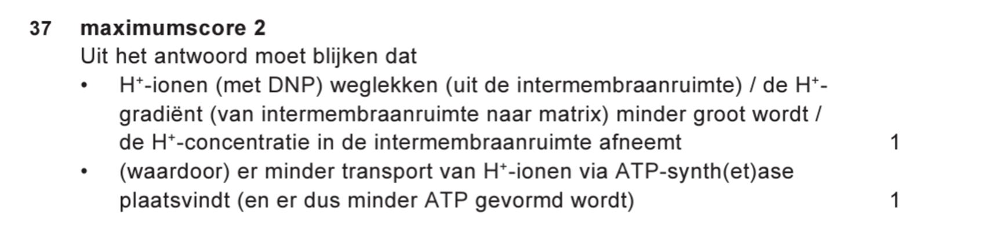 37 maximumscore 2
Uit het antwoord moet blijken dat
• H⁺-ionen (met DNP) weglekken (uit de intermembraanruimte) / de H⁺-
gradiënt (van intermembraanruimte naar matrix) minder groot wordt /
de H⁺-concentratie in de intermembraanruimte afneemt 1
• (waardoor) er minder transport van H⁺-ionen via ATP-synth(et)ase
plaatsvindt (en er dus minder ATP gevormd wordt) 1